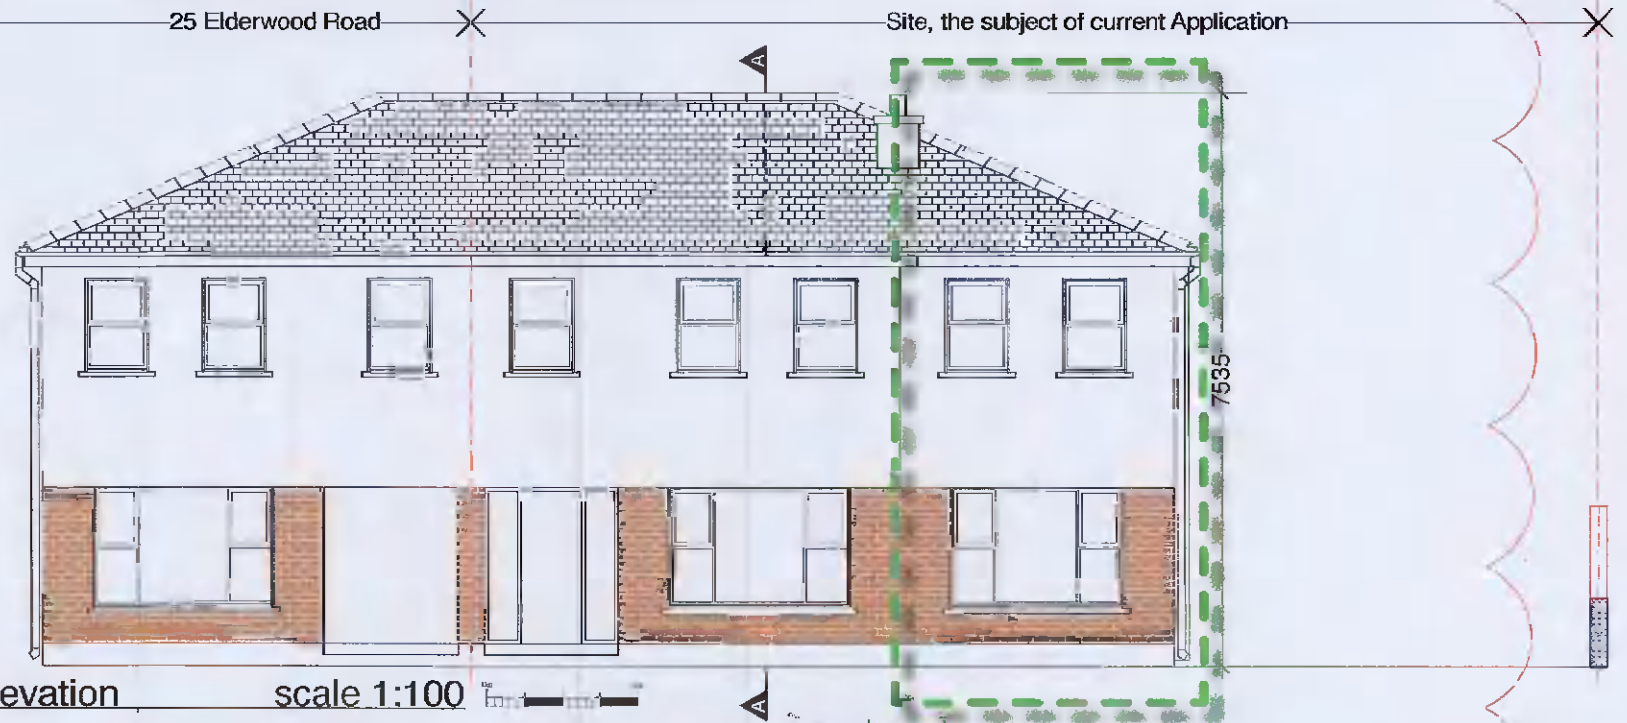 25 Elderwood Road
Site, the subject of current Application
A
7535
evation
scale 1:100
A